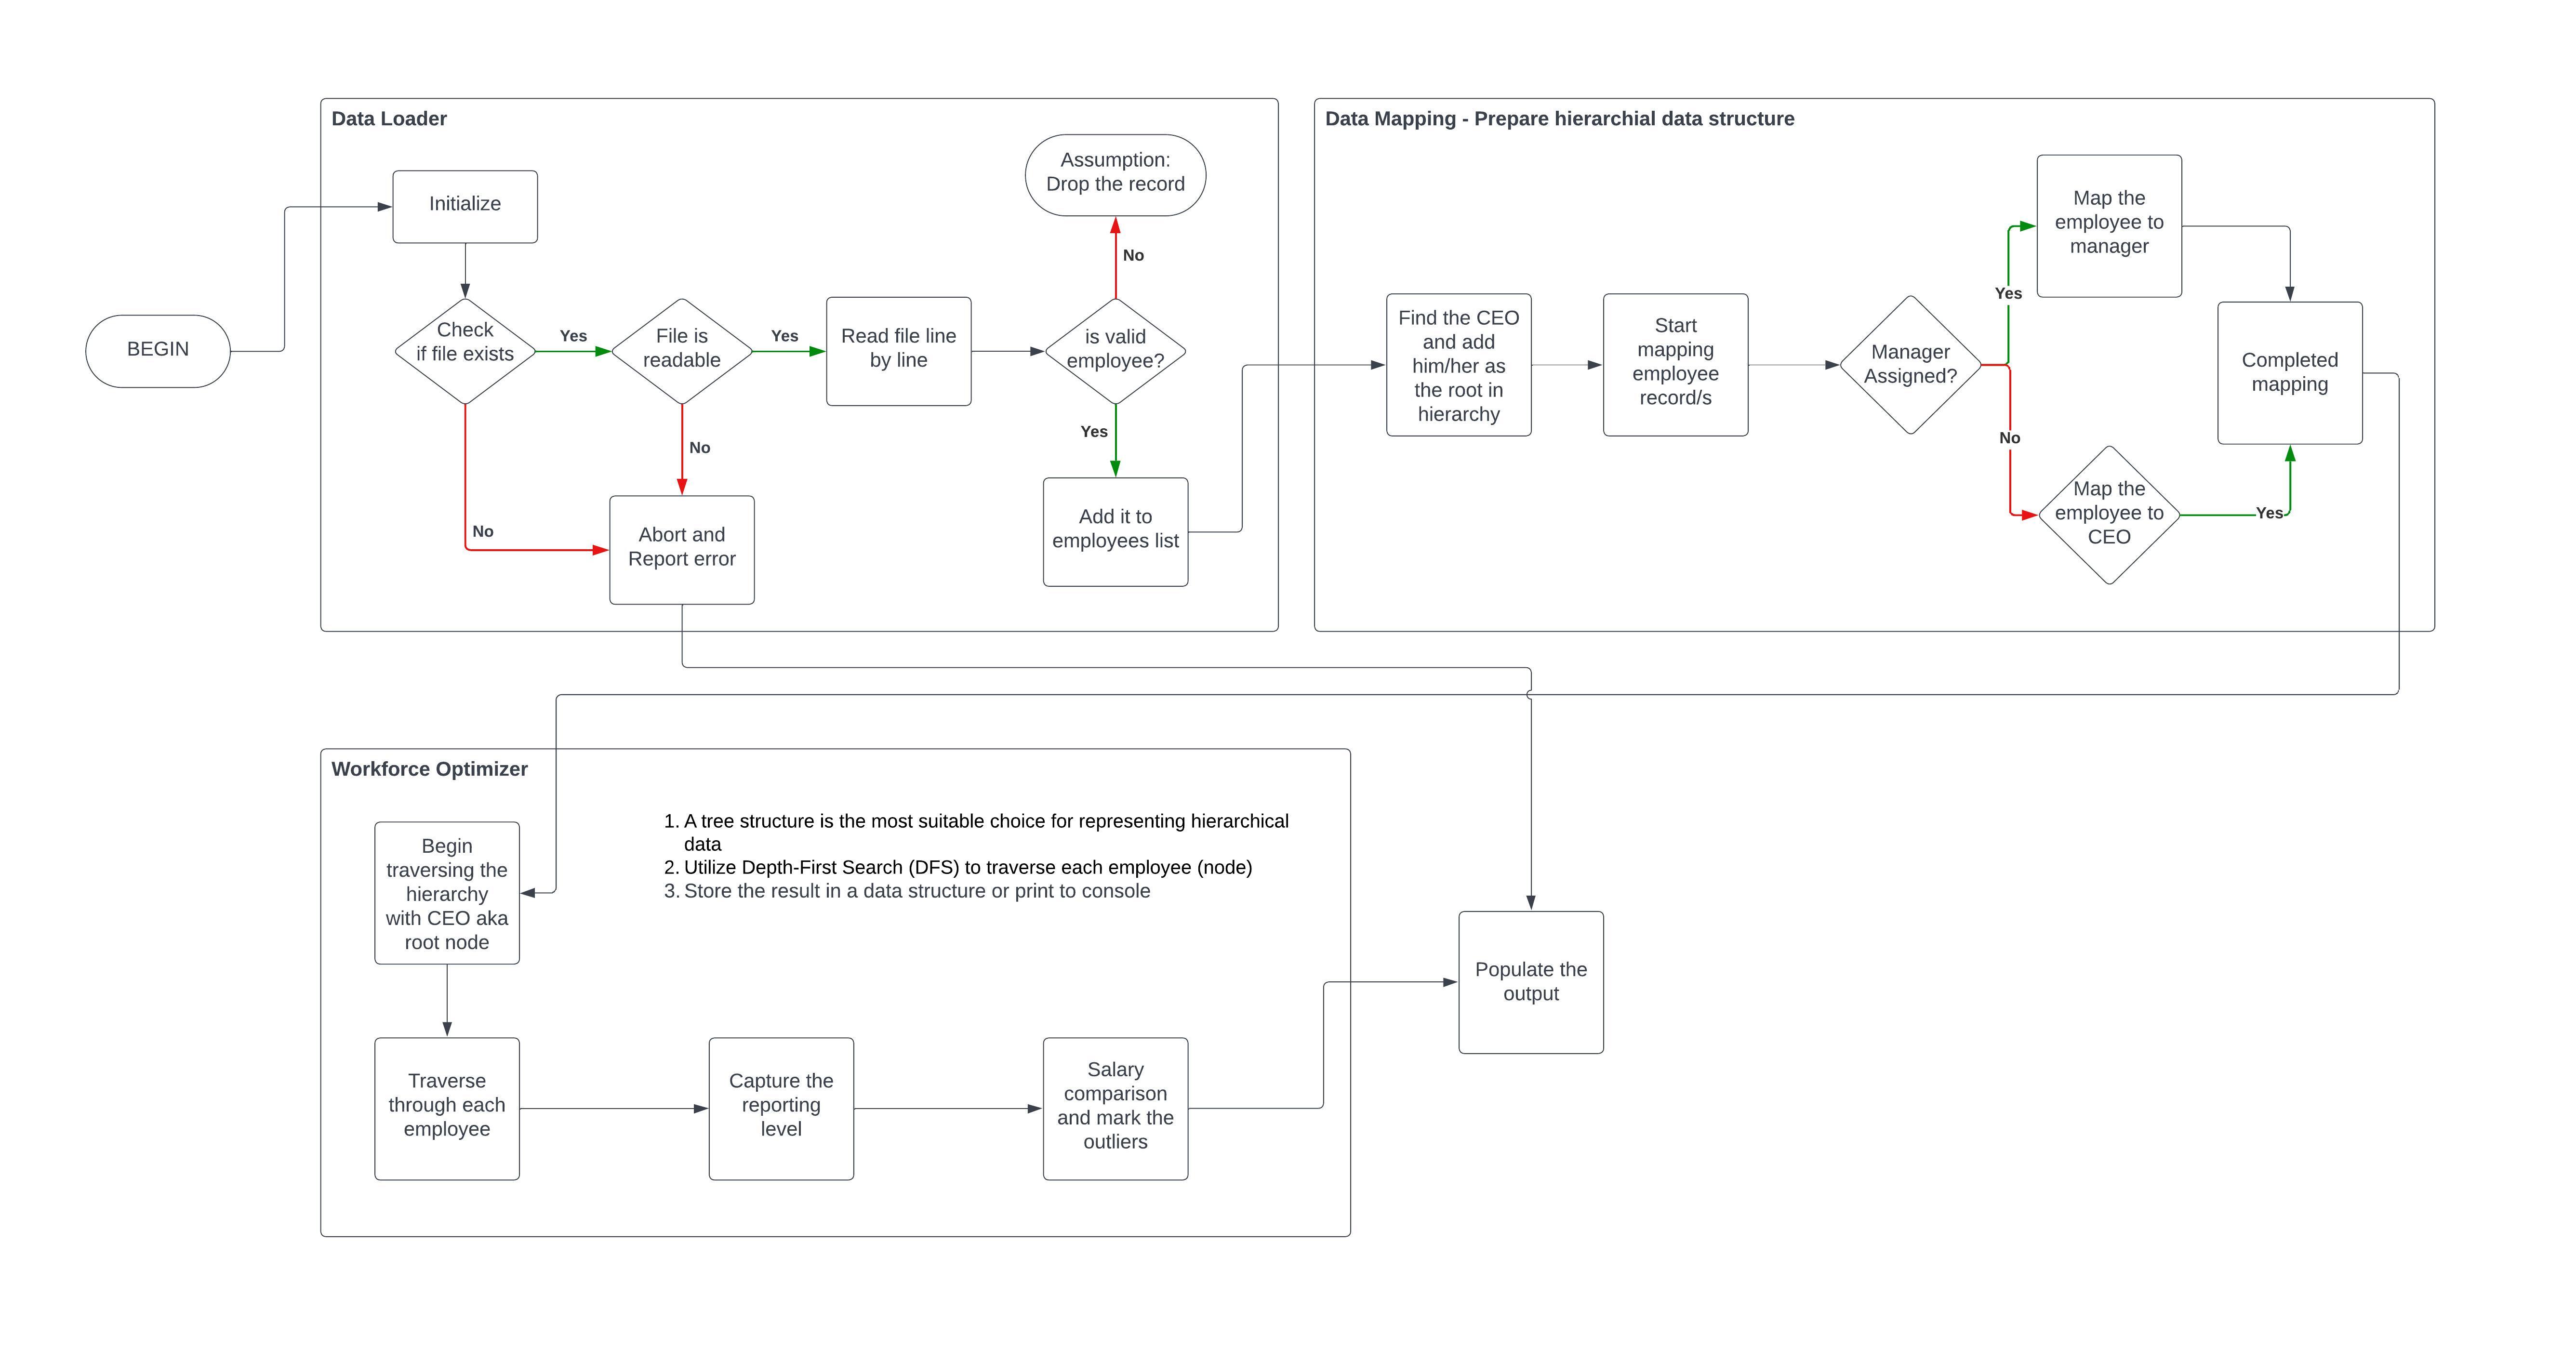 Data Loader
BEGIN
Initialize
Check
if file exists
Yes
File is
readable
Yes
Read file line
by line
is valid
employee?
No
Assumption:
Drop the record
Yes
Add it to
employees list
No
No
Abort and
Report error
Data Mapping - Prepare hierarchial data structure
Find the CEO
and add
him/her as
the root in
hierarchy
Start
mapping
employee
record/s
Manager
Assigned?
Yes
Map the
employee to
manager
No
Map the
employee to
CEO
Yes
Completed
mapping
Workforce Optimizer
1. A tree structure is the most suitable choice for representing hierarchical
data
2. Utilize Depth-First Search (DFS) to traverse each employee (node)
3. Store the result in a data structure or print to console
Begin
traversing the
hierarchy
with CEO aka
root node
Traverse
through each
employee
Capture the
reporting
level
Salary
comparison
and mark the
outliers
Populate the
output